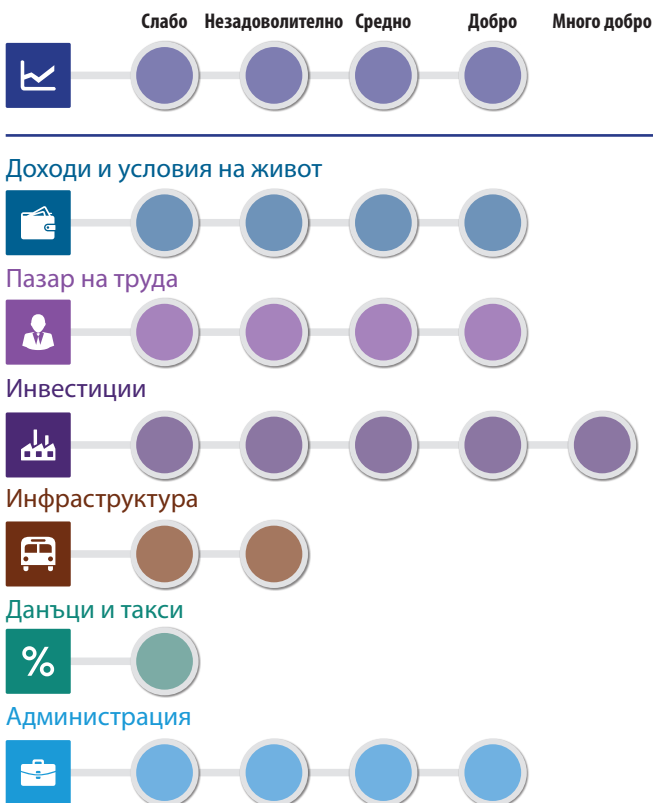 Слабо Незадоволително Средно Добро Много добро
Доходи и условия на живот
Пазар на труда
Инвестиции
Инфраструктура
Данъци и такси
%
Администрация